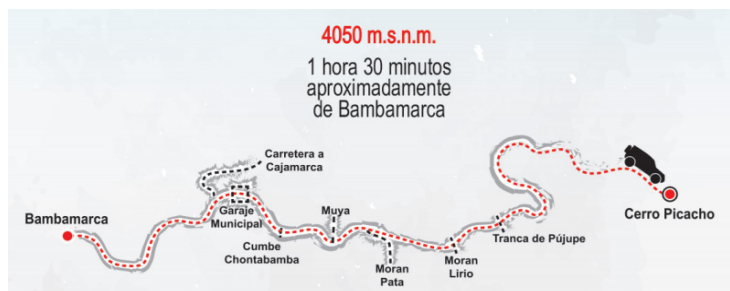 4050 m.s.n.m.
1 hora 30 minutos
aproximadamente
de Bambamarca
Carretera a
Cajamarca
Bambamarca
Garaje
Municipal
Cumbe
Chontabamba
Muya
Moran
Pata
Moran
Lirio
Tranca de Pújupe
Cerro Picacho